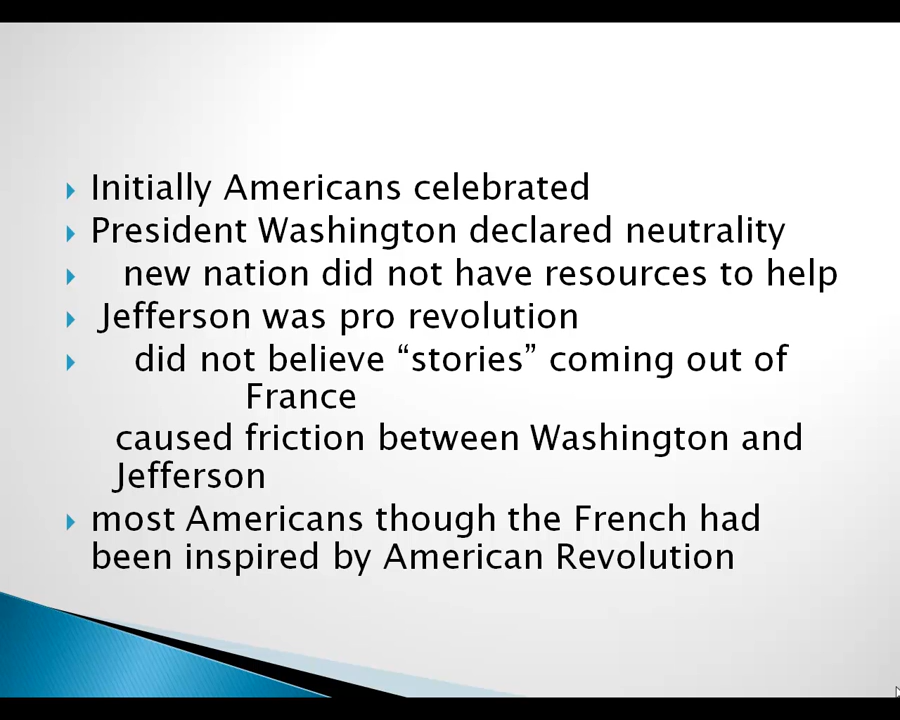 Initially Americans celebrated
President Washington declared neutrality
new nation did not have resources to help
Jefferson was pro revolution
did not believe “stories” coming out of
France
caused friction between Washington and
Jefferson
most Americans though the French had
been inspired by American Revolution